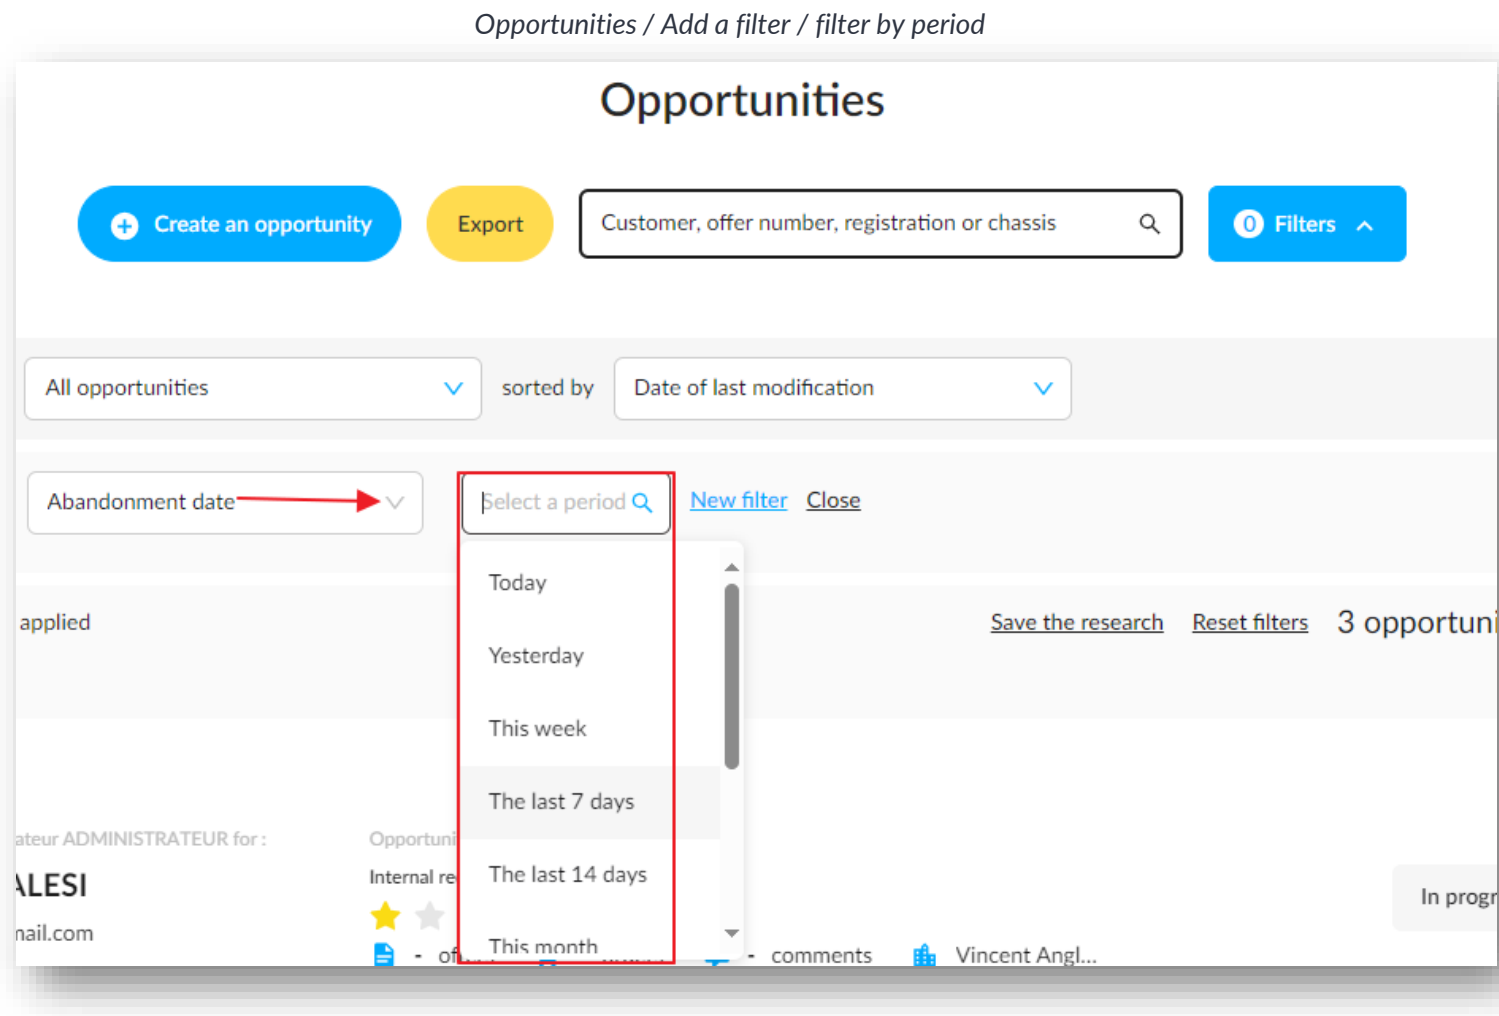 Opportunities / Add a filter / filter by period
Opportunities
Create an opportunity
Export
Customer, offer number, registration or chassis
0 Filters
All opportunities
sorted by
Date of last modification
Abandonment date
Select a period
New filter
Close
Today
applied
Save the research
Reset filters
3 opportuni
Yesterday
This week
The last 7 days
ateur ADMINISTRATEUR for :
Opportuni
ALESI
Internal re
The last 14 days
In progr
nail.com
This month
- of
- comments
Vincent Angl...